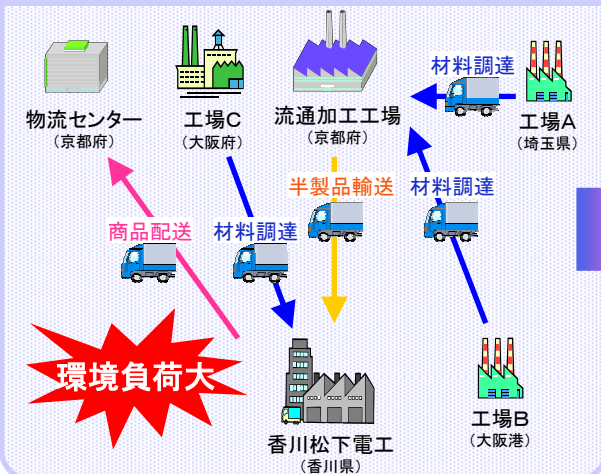 材料調達
物流センター
（京都府）
工場C
（大阪府）
流通加工工場
（京都府）
工場A
（埼玉県）
半製品輸送
材料調達
商品配送
材料調達
環境負荷大
工場B
（大阪港）
香川松下電工
（香川県）